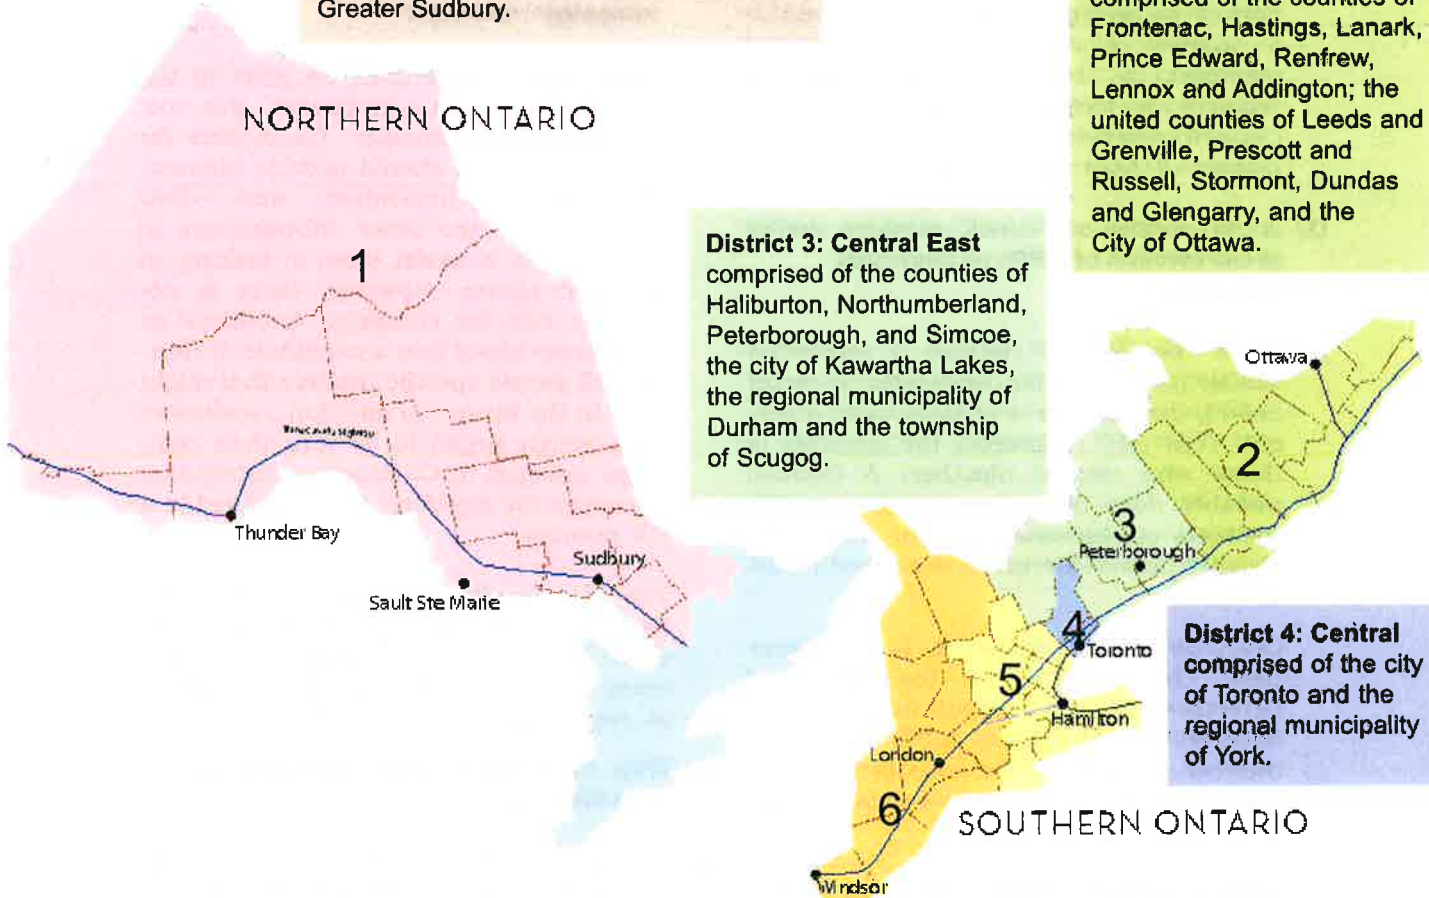 Greater Sudbury.
comprised of the counties of
Frontenac, Hastings, Lanark,
Prince Edward, Renfrew,
Lennox and Addington; the
united counties of Leeds and
Grenville, Prescott and
Russell, Stormont, Dundas
and Glengarry, and the
City of Ottawa.
NORTHERN ONTARIO
1
Thunder Bay
Sault Ste Marie
Sudbury
District 3: Central East
comprised of the counties of
Haliburton, Northumberland,
Peterborough, and Simcoe,
the city of Kawartha Lakes,
the regional municipality of
Durham and the township
of Scugog.
Ottawa
2
3
Peterborough
4
Toronto
5
Hamilton
London
6
Windsor
District 4: Central
comprised of the city
of Toronto and the
regional municipality
of York.
SOUTHERN ONTARIO